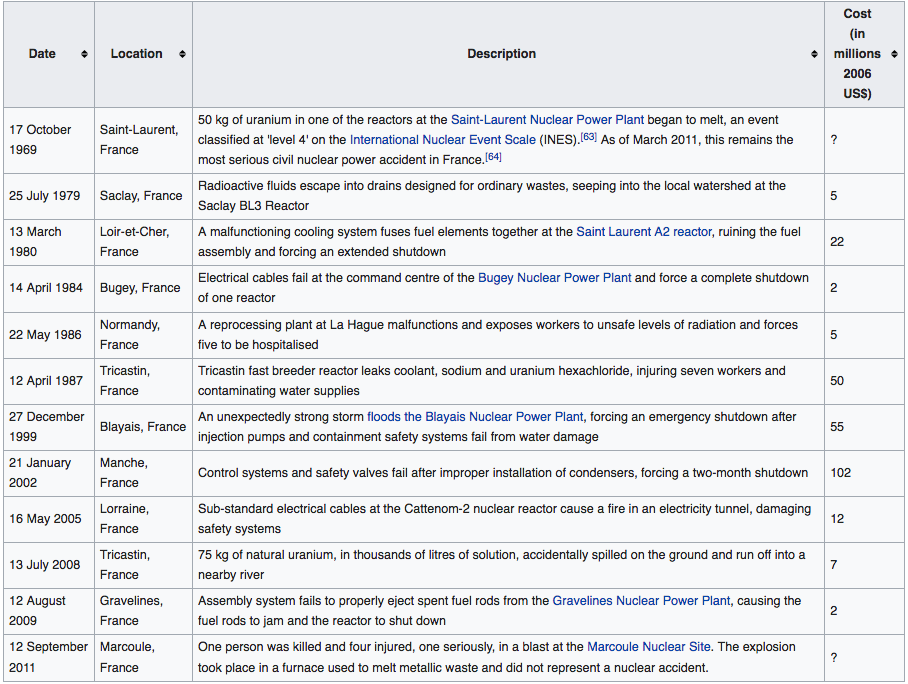 Date
Location
Description
Cost
(in
millions
2006
US$)
17 October
1969
Saint-Laurent,
France
50 kg of uranium in one of the reactors at the Saint-Laurent Nuclear Power Plant began to melt, an event
classified at 'level 4' on the International Nuclear Event Scale (INES).[63] As of March 2011, this remains the
most serious civil nuclear power accident in France.[64]
?
25 July 1979
Saclay, France
Radioactive fluids escape into drains designed for ordinary wastes, seeping into the local watershed at the
Saclay BL3 Reactor
5
13 March
1980
Loir-et-Cher,
France
A malfunctioning cooling system fuses fuel elements together at the Saint Laurent A2 reactor, ruining the fuel
assembly and forcing an extended shutdown
22
14 April 1984
Bugey, France
Electrical cables fail at the command centre of the Bugey Nuclear Power Plant and force a complete shutdown
of one reactor
2
22 May 1986
Normandy,
France
A reprocessing plant at La Hague malfunctions and exposes workers to unsafe levels of radiation and forces
five to be hospitalised
5
12 April 1987
Tricastin,
France
Tricastin fast breeder reactor leaks coolant, sodium and uranium hexachloride, injuring seven workers and
contaminating water supplies
50
27 December
1999
Blayais, France
An unexpectedly strong storm floods the Blayais Nuclear Power Plant, forcing an emergency shutdown after
injection pumps and containment safety systems fail from water damage
55
21 January
2002
Manche,
France
Control systems and safety valves fail after improper installation of condensers, forcing a two-month shutdown
102
16 May 2005
Lorraine,
France
Sub-standard electrical cables at the Cattenom-2 nuclear reactor cause a fire in an electricity tunnel, damaging
safety systems
12
13 July 2008
Tricastin,
France
75 kg of natural uranium, in thousands of litres of solution, accidentally spilled on the ground and run off into a
nearby river
7
12 August
2009
Gravelines,
France
Assembly system fails to properly eject spent fuel rods from the Gravelines Nuclear Power Plant, causing the
fuel rods to jam and the reactor to shut down
2
12 September
2011
Marcoule,
France
One person was killed and four injured, one seriously, in a blast at the Marcoule Nuclear Site. The explosion
took place in a furnace used to melt metallic waste and did not represent a nuclear accident.
?